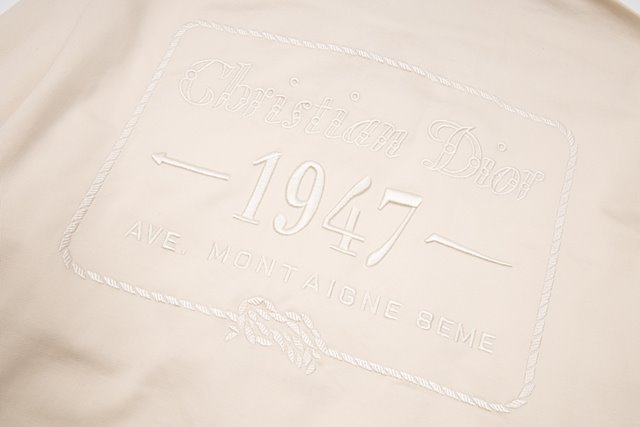 Christian Dior
1947
AVE. MONTAIGNE 8EME